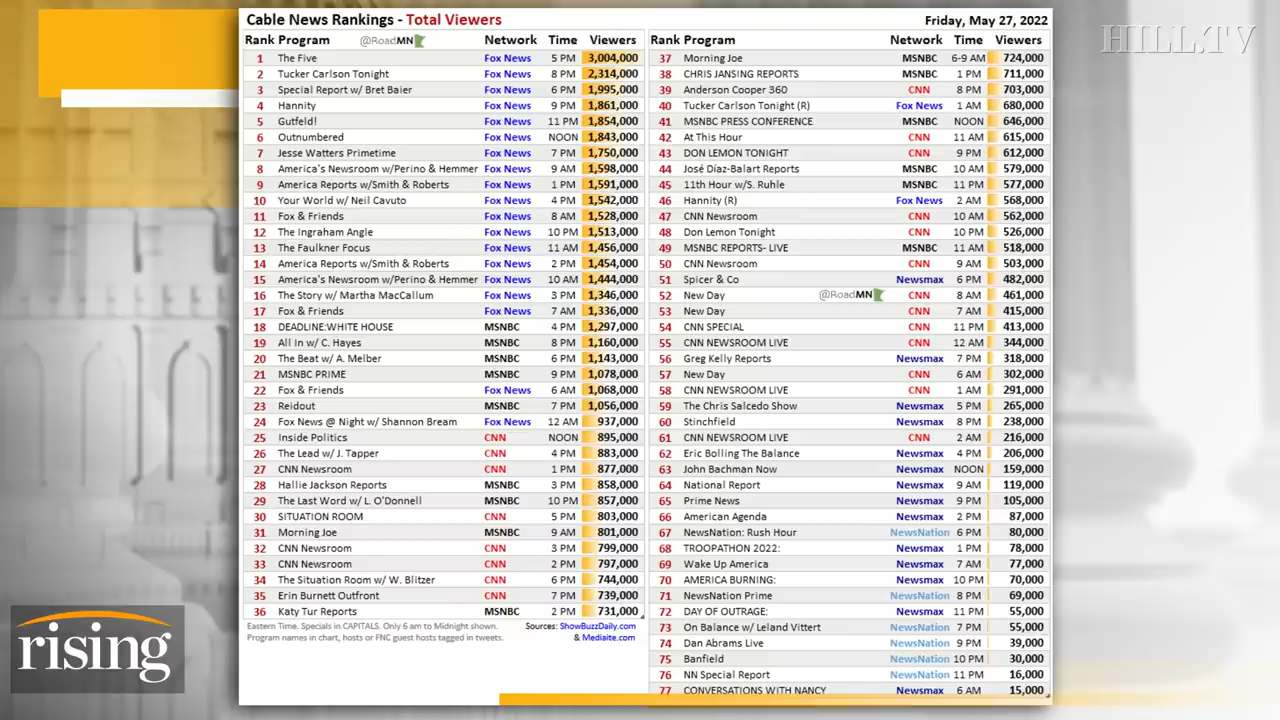 Cable News Rankings - Total Viewers
Friday, May 27, 2022
HILL.TV
Rank Program @RoadMN Network Time Viewers
1 The Five Fox News 5 PM 3,004,000
2 Tucker Carlson Tonight Fox News 8 PM 2,314,000
3 Special Report w/ Bret Baier Fox News 6 PM 1,995,000
4 Hannity Fox News 9 PM 1,861,000
5 Gutfeld! Fox News 11 PM 1,854,000
6 Outnumbered Fox News NOON 1,843,000
7 Jesse Watters Primetime Fox News 7 PM 1,750,000
8 America's Newsroom w/Perino & Hemmer Fox News 9 AM 1,598,000
9 America Reports w/Smith & Roberts Fox News 1 PM 1,591,000
10 Your World w/ Neil Cavuto Fox News 4 PM 1,542,000
11 Fox & Friends Fox News 8 AM 1,528,000
12 The Ingraham Angle Fox News 10 PM 1,513,000
13 The Faulkner Focus Fox News 11 AM 1,456,000
14 America Reports w/Smith & Roberts Fox News 2 PM 1,454,000
15 America's Newsroom w/Perino & Hemmer Fox News 10 AM 1,444,000
16 The Story w/ Martha MacCallum Fox News 3 PM 1,346,000
17 Fox & Friends Fox News 7 AM 1,336,000
18 DEADLINE:WHITE HOUSE MSNBC 4 PM 1,297,000
19 All In w/ C. Hayes MSNBC 8 PM 1,160,000
20 The Beat w/ A. Melber MSNBC 6 PM 1,143,000
21 MSNBC PRIME MSNBC 9 PM 1,078,000
22 Fox & Friends Fox News 6 AM 1,068,000
23 Reidout MSNBC 7 PM 1,056,000
24 Fox News @ Night w/ Shannon Bream Fox News 12 AM 937,000
25 Inside Politics CNN NOON 895,000
26 The Lead w/ J. Tapper CNN 4 PM 883,000
27 CNN Newsroom CNN 1 PM 877,000
28 Hallie Jackson Reports MSNBC 3 PM 858,000
29 The Last Word w/ L. O'Donnell MSNBC 10 PM 857,000
30 SITUATION ROOM CNN 5 PM 803,000
31 Morning Joe MSNBC 9 AM 801,000
32 CNN Newsroom CNN 3 PM 799,000
33 CNN Newsroom CNN 2 PM 797,000
34 The Situation Room w/ W. Blitzer CNN 6 PM 744,000
35 Erin Burnett Outfront CNN 7 PM 739,000
36 Katy Tur Reports MSNBC 2 PM 731,000
Eastern Time. Specials in CAPITALS. Only 6 am to Midnight shown. Sources: ShowBuzzDaily.com
Program names in chart, hosts or FNC guest hosts tagged in tweets. & Mediaite.com
Rank Program Network Time Viewers
37 Morning Joe MSNBC 6-9 AM 724,000
38 CHRIS JANSING REPORTS MSNBC 1 PM 711,000
39 Anderson Cooper 360 CNN 8 PM 703,000
40 Tucker Carlson Tonight (R) Fox News 1 AM 680,000
41 MSNBC PRESS CONFERENCE MSNBC NOON 646,000
42 At This Hour CNN 11 AM 615,000
43 DON LEMON TONIGHT CNN 9 PM 612,000
44 José Díaz-Balart Reports MSNBC 10 AM 579,000
45 11th Hour w/S. Ruhle MSNBC 11 PM 577,000
46 Hannity (R) Fox News 2 AM 568,000
47 CNN Newsroom CNN 10 AM 562,000
48 Don Lemon Tonight CNN 10 PM 526,000
49 MSNBC REPORTS- LIVE MSNBC 11 AM 518,000
50 CNN Newsroom CNN 9 AM 503,000
51 Spicer & Co Newsmax 6 PM 482,000
52 New Day @RoadMN CNN 8 AM 461,000
53 New Day CNN 7 AM 415,000
54 CNN SPECIAL CNN 11 PM 413,000
55 CNN NEWSROOM LIVE CNN 12 AM 344,000
56 Greg Kelly Reports Newsmax 7 PM 318,000
57 New Day CNN 6 AM 302,000
58 CNN NEWSROOM LIVE CNN 1 AM 291,000
59 The Chris Salcedo Show Newsmax 5 PM 265,000
60 Stinchfield Newsmax 8 PM 238,000
61 CNN NEWSROOM LIVE CNN 2 AM 216,000
62 Eric Bolling The Balance Newsmax 4 PM 206,000
63 John Bachman Now Newsmax NOON 159,000
64 National Report Newsmax 9 AM 119,000
65 Prime News Newsmax 9 PM 105,000
66 American Agenda Newsmax 2 PM 87,000
67 NewsNation: Rush Hour NewsNation 6 PM 80,000
68 TROOPATHON 2022: Newsmax 1 PM 78,000
69 Wake Up America Newsmax 7 AM 77,000
70 AMERICA BURNING: Newsmax 10 PM 70,000
71 NewsNation Prime NewsNation 8 PM 69,000
72 DAY OF OUTRAGE: Newsmax 11 PM 55,000
73 On Balance w/ Leland Vittert NewsNation 7 PM 55,000
74 Dan Abrams Live NewsNation 9 PM 39,000
75 Banfield NewsNation 10 PM 30,000
76 NN Special Report NewsNation 11 PM 16,000
77 CONVERSATIONS WITH NANCY Newsmax 6 AM 15,000
rising